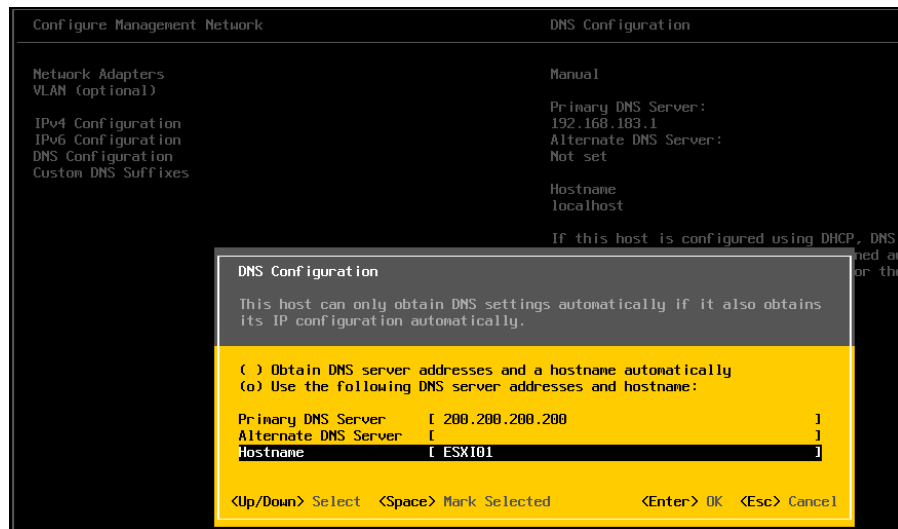 Configure Management Network
DNS Configuration
Network Adapters
VLAN (optional)
IPv4 Configuration
IPv6 Configuration
DNS Configuration
Custom DNS Suffixes
Manual
Primary DNS Server:
192.168.183.1
Alternate DNS Server:
Not set
Hostname
localhost
If this host is configured using DHCP, DNS
DNS Configuration
This host can only obtain DNS settings automatically if it also obtains
its IP configuration automatically.
( ) Obtain DNS server addresses and a hostname automatically
(o) Use the following DNS server addresses and hostname:
Primary DNS Server [ 200.200.200.200 ]
Alternate DNS Server [ ]
Hostname [ ESXI01 ]
<Up/Down> Select <Space> Mark Selected <Enter> OK <Esc> Cancel